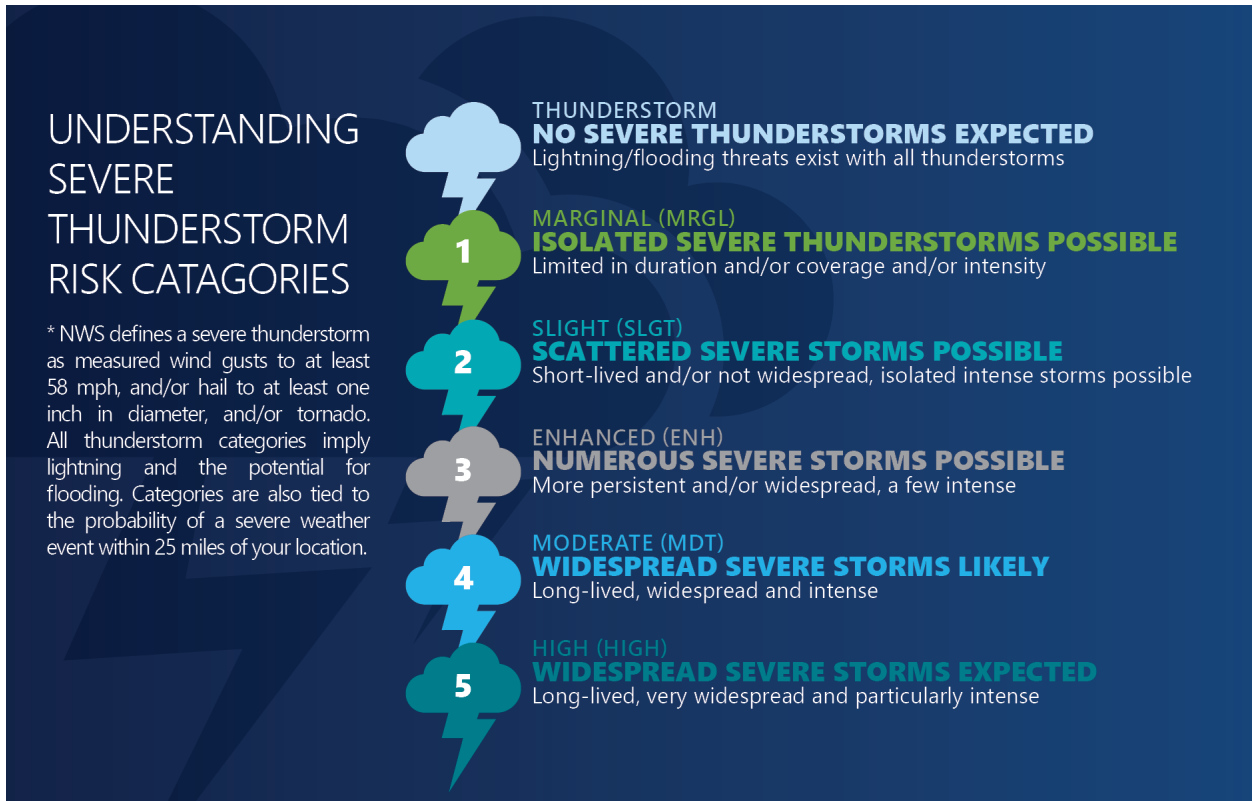 UNDERSTANDING
SEVERE
THUNDERSTORM
RISK CATAGORIES
* NWS defines a severe thunderstorm
as measured wind gusts to at least
58 mph, and/or hail to at least one
inch in diameter, and/or tornado.
All thunderstorm categories imply
lightning and the potential for
flooding. Categories are also tied to
the probability of a severe weather
event within 25 miles of your location.
THUNDERSTORM
NO SEVERE THUNDERSTORMS EXPECTED
Lightning/flooding threats exist with all thunderstorms
1
MARGINAL (MRGL)
ISOLATED SEVERE THUNDERSTORMS POSSIBLE
Limited in duration and/or coverage and/or intensity
2
SLIGHT (SLGT)
SCATTERED SEVERE STORMS POSSIBLE
Short-lived and/or not widespread, isolated intense storms possible
3
ENHANCED (ENH)
NUMEROUS SEVERE STORMS POSSIBLE
More persistent and/or widespread, a few intense
4
MODERATE (MDT)
WIDESPREAD SEVERE STORMS LIKELY
Long-lived, widespread and intense
5
HIGH (HIGH)
WIDESPREAD SEVERE STORMS EXPECTED
Long-lived, very widespread and particularly intense